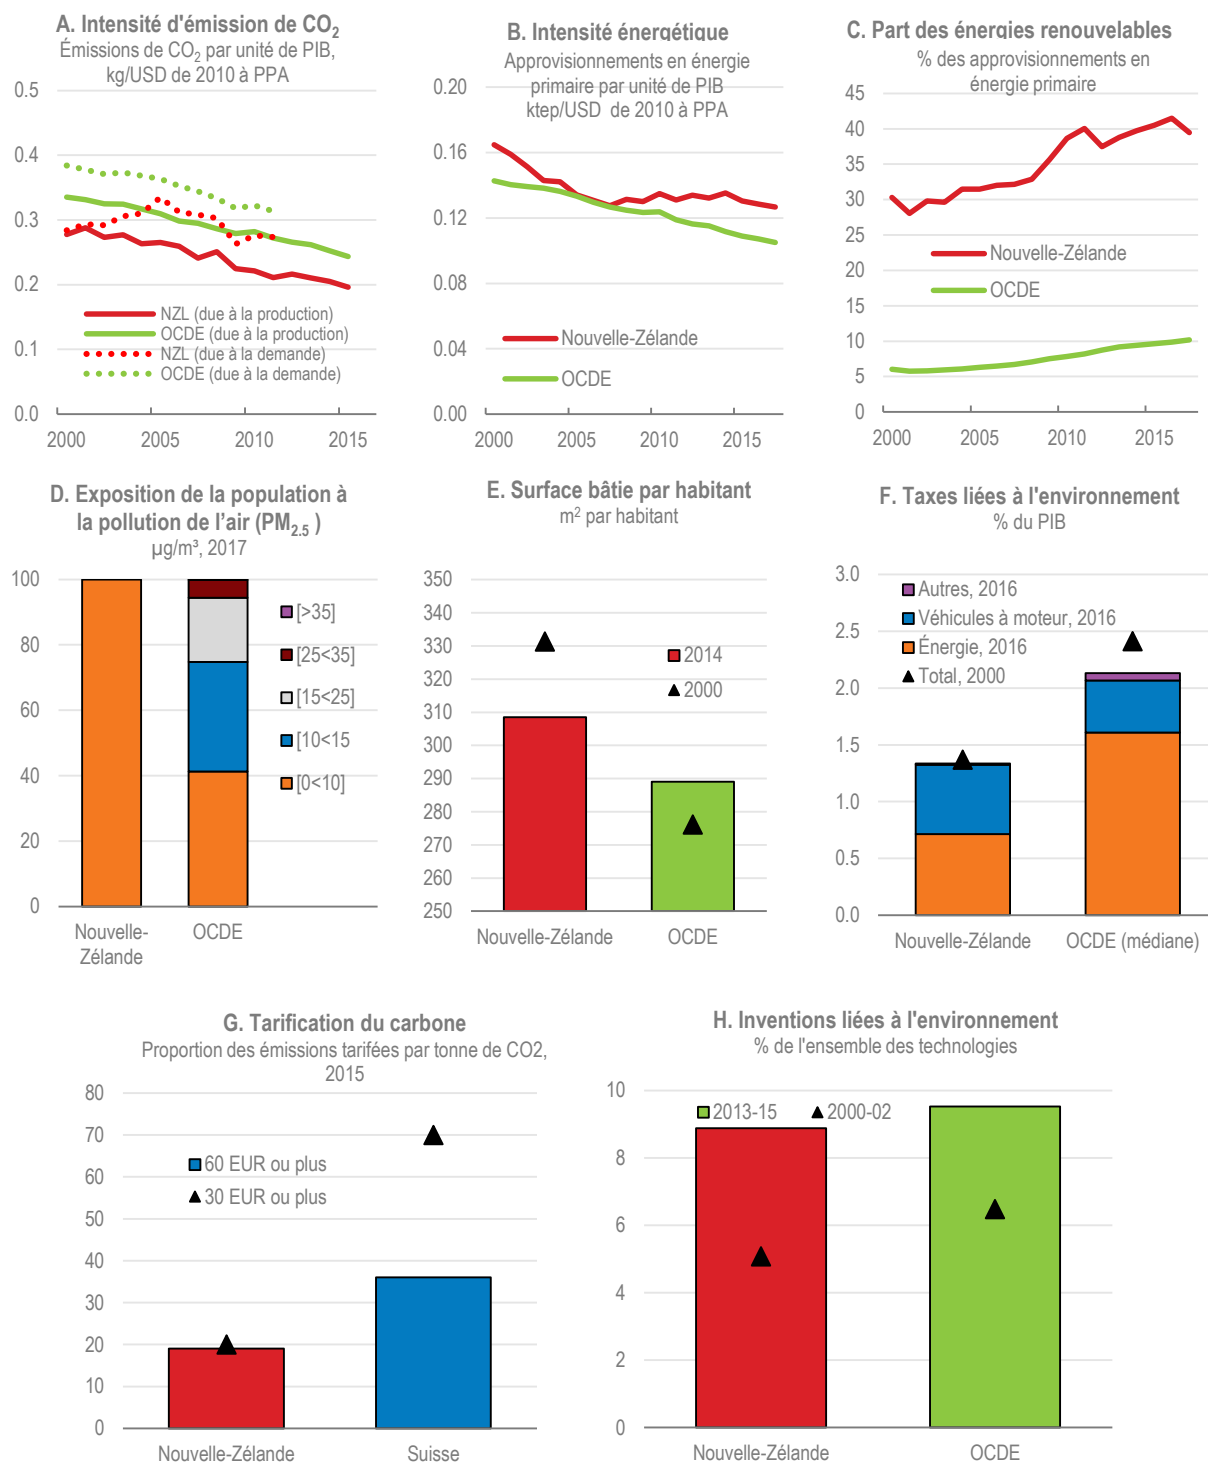 A. Intensité d'émission de CO₂
Émissions de CO₂ par unité de PIB,
kg/USD de 2010 à PPA
0.5
0.4
0.3
0.2
0.1
0.0
NZL (due à la production)
OCDE (due à la production)
NZL (due à la demande)
OCDE (due à la demande)
2000 2005 2010 2015
B. Intensité énergétique
Approvisionnements en énergie
primaire par unité de PIB
ktep/USD de 2010 à PPA
0.20
0.16
0.12
0.08
0.04
0.00
Nouvelle-Zélande
OCDE
2000 2005 2010 2015
C. Part des énergies renouvelables
% des approvisionnements en
énergie primaire
45
40
35
30
25
20
15
10
5
0
Nouvelle-Zélande
OCDE
2000 2005 2010 2015
D. Exposition de la population à
la pollution de l’air (PM₂.₅ )
µg/m³, 2017
100
80
60
40
20
0
[>35]
[25<35]
[15<25]
[10<15
[0<10]
Nouvelle-
Zélande
OCDE
E. Surface bâtie par habitant
m² par habitant
350
340
330
320
310
300
290
280
270
260
250
2014
2000
Nouvelle-Zélande OCDE
F. Taxes liées à l'environnement
% du PIB
3.0
2.5
2.0
1.5
1.0
0.5
0.0
Autres, 2016
Véhicules à moteur, 2016
Énergie, 2016
Total, 2000
Nouvelle-Zélande OCDE (médiane)
G. Tarification du carbone
Proportion des émissions tarifées par tonne de CO2,
2015
80
70
60
50
40
30
20
10
0
60 EUR ou plus
30 EUR ou plus
Nouvelle-Zélande Suisse
H. Inventions liées à l'environnement
% de l'ensemble des technologies
10
8
6
4
2
0
2013-15 2000-02
Nouvelle-Zélande OCDE